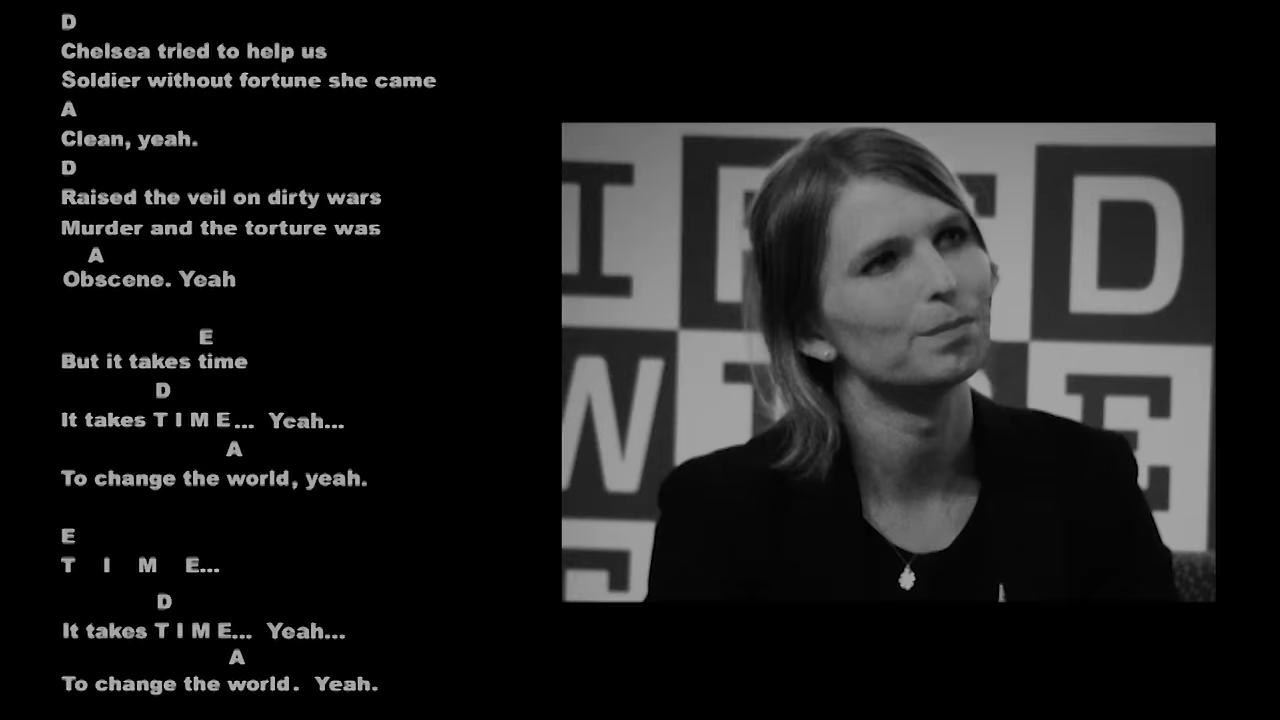 D
Chelsea tried to help us
Soldier without fortune she came
A
Clean, yeah.
D
Raised the veil on dirty wars
Murder and the torture was
A
Obscene. Yeah
E
But it takes time
D
It takes T I M E... Yeah...
A
To change the world, yeah.
E
T I M E...
D
It takes T I M E... Yeah...
A
To change the world. Yeah.